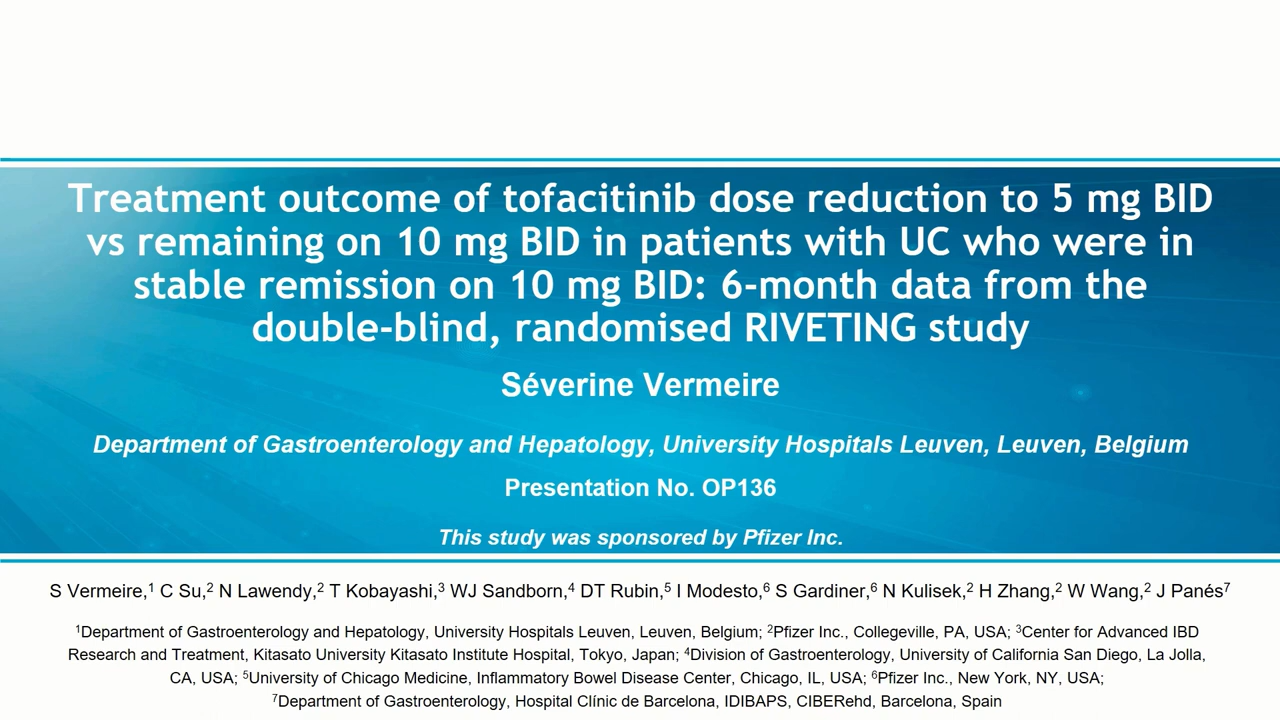 Treatment outcome of tofacitinib dose reduction to 5 mg BID
vs remaining on 10 mg BID in patients with UC who were in
stable remission on 10 mg BID: 6-month data from the
double-blind, randomised RIVETING study
Séverine Vermeire
Department of Gastroenterology and Hepatology, University Hospitals Leuven, Leuven, Belgium
Presentation No. OP136
This study was sponsored by Pfizer Inc.
S Vermeire,¹ C Su,² N Lawendy,² T Kobayashi,³ WJ Sandborn,⁴ DT Rubin,⁵ I Modesto,⁶ S Gardiner,⁶ N Kulisek,² H Zhang,² W Wang,² J Panés⁷
¹Department of Gastroenterology and Hepatology, University Hospitals Leuven, Leuven, Belgium; ²Pfizer Inc., Collegeville, PA, USA; ³Center for Advanced IBD
Research and Treatment, Kitasato University Kitasato Institute Hospital, Tokyo, Japan; ⁴Division of Gastroenterology, University of California San Diego, La Jolla,
CA, USA; ⁵University of Chicago Medicine, Inflammatory Bowel Disease Center, Chicago, IL, USA; ⁶Pfizer Inc., New York, NY, USA;
⁷Department of Gastroenterology, Hospital Clínic de Barcelona, IDIBAPS, CIBERehd, Barcelona, Spain